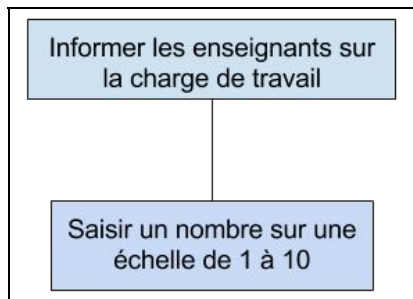 Informer les enseignants sur
la charge de travail
Saisir un nombre sur une
échelle de 1 à 10